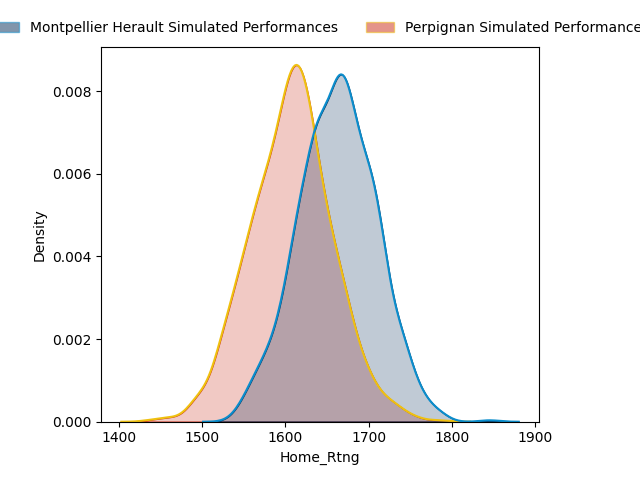 Montpellier Herault Simulated Performances Perpignan Simulated Performance
0.008
0.006
0.004
0.002
0.000
Density
1400 1500 1600 1700 1800 1900
Home_Rtng